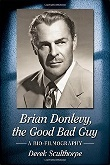 Brian Donlevy,
the Good Bad Guy
A BIO-FILMOGRAPHY
Derek Sculthorpe